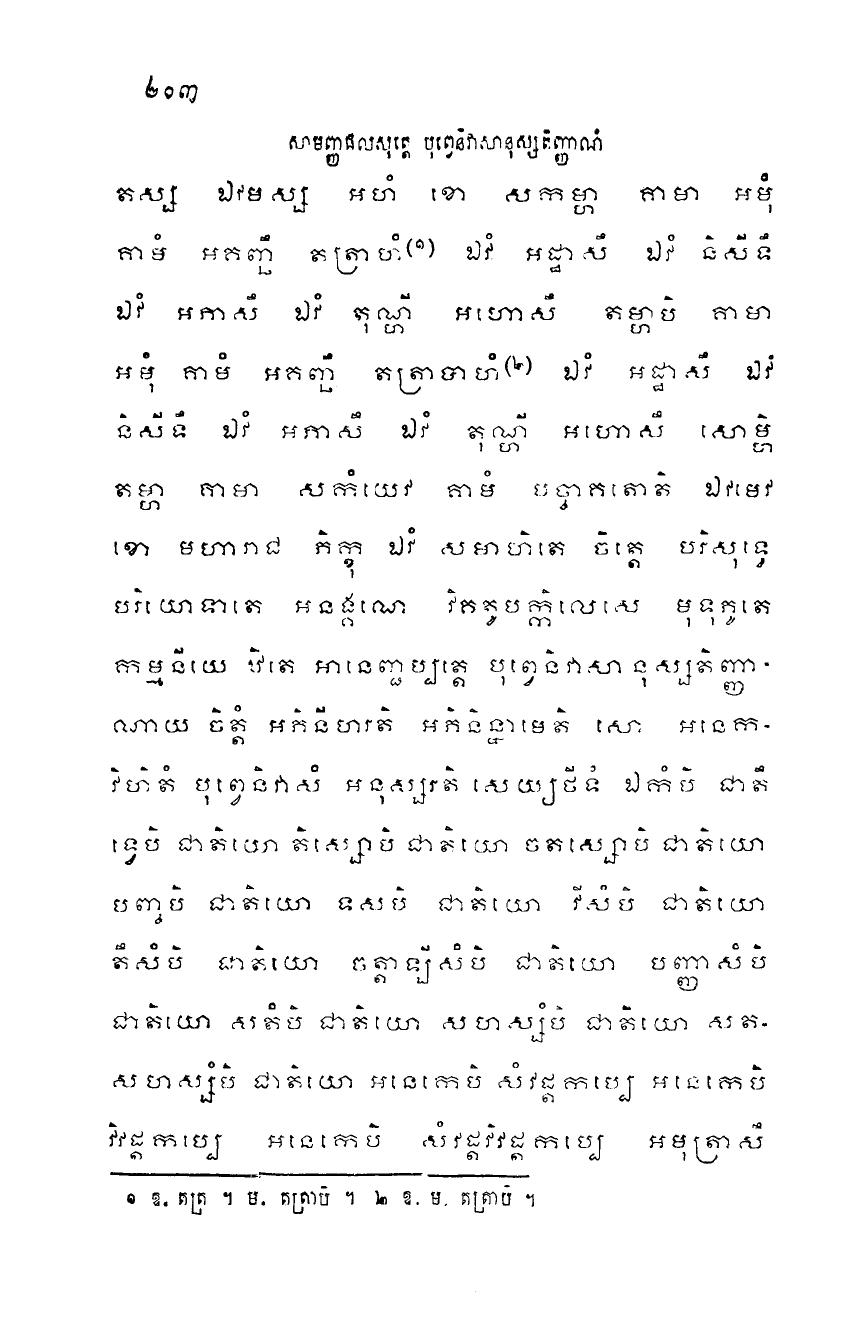 ២០៣
សាមញ្ញផលសុត្តេ បុព្វេនិវាសានុស្សតិញ្ញាណំ
តស្ស ឯវមស្ស អហំ ខោ សកម្ហា គាមា អមុំ
គាមំ អគញ្ឆឹ តត្រាហំ(១) ឯវំ អដ្ឋាសឹ ឯវំ និសីទឹ
ឯវំ អភាសឹ ឯវំ តុណ្ហី អហោសឹ តម្ហាបិ គាមា
អមុំ គាមំ អគញ្ឆឹ តត្រាបាហំ(២) ឯវំ អដ្ឋាសឹ ឯវំ
និសីទឹ ឯវំ អភាសឹ ឯវំ តុណ្ហី អហោសឹ សោម្ហិ
តម្ហា គាមា សកំយេវ គាមំ បច្ចាគតោតិ ឯវមេវ
ខោ មហារាជ ភិក្ខុ ឯវំ សមាហិតេ ចិត្តេ បរិសុទ្ធេ
បរិយោទាតេ អនង្គណេ វិគតូបក្កិលេសេ មុទុភូតេ
កម្មនីយេ ឋិតេ អានេញ្ជប្បត្តេ បុព្វេនិវាសានុស្សតិញ្ញា-
ណាយ ចិត្តំ អភិនីហរតិ អភិនិន្នាមេតិ សោ អនេក-
វិហិតំ បុព្វេនិវាសំ អនុស្សរតិ សេយ្យថីទំ ឯកំបិ ជាតឹ
ទ្វេបិ ជាតិយោ តិស្សោបិ ជាតិយោ ចតស្សោបិ ជាតិយោ
បញ្ចបិ ជាតិយោ ទសបិ ជាតិយោ វីសំបិ ជាតិយោ
តឹសំបិ ជាតិយោ ចត្តាឡីសំបិ ជាតិយោ បញ្ញាសំបិ
ជាតិយោ សតំបិ ជាតិយោ សហស្សំបិ ជាតិយោ សត-
សហស្សំបិ ជាតិយោ អនេកេបិ សំវដ្តកប្បេ អនេកេបិ
វិវដ្តកប្បេ អនេកេបិ សំវដ្តវិវដ្តកប្បេ អមុត្រាសឹ
១ ឱ. តត្រ ។ ម. តត្រាបិ ។ ២ ឱ. ម. តត្រាបិ ។